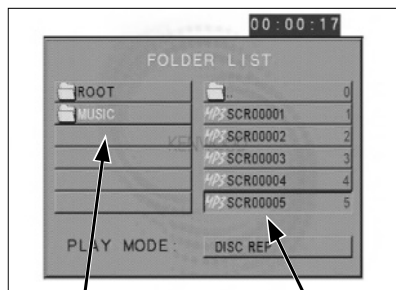 00:00:17
FOLDER LIST
ROOT
MUSIC
.. 0
MP3 SCR00001 1
MP3 SCR00002 2
MP3 SCR00003 3
MP3 SCR00004 4
MP3 SCR00005 5
PLAY MODE: DISC REP